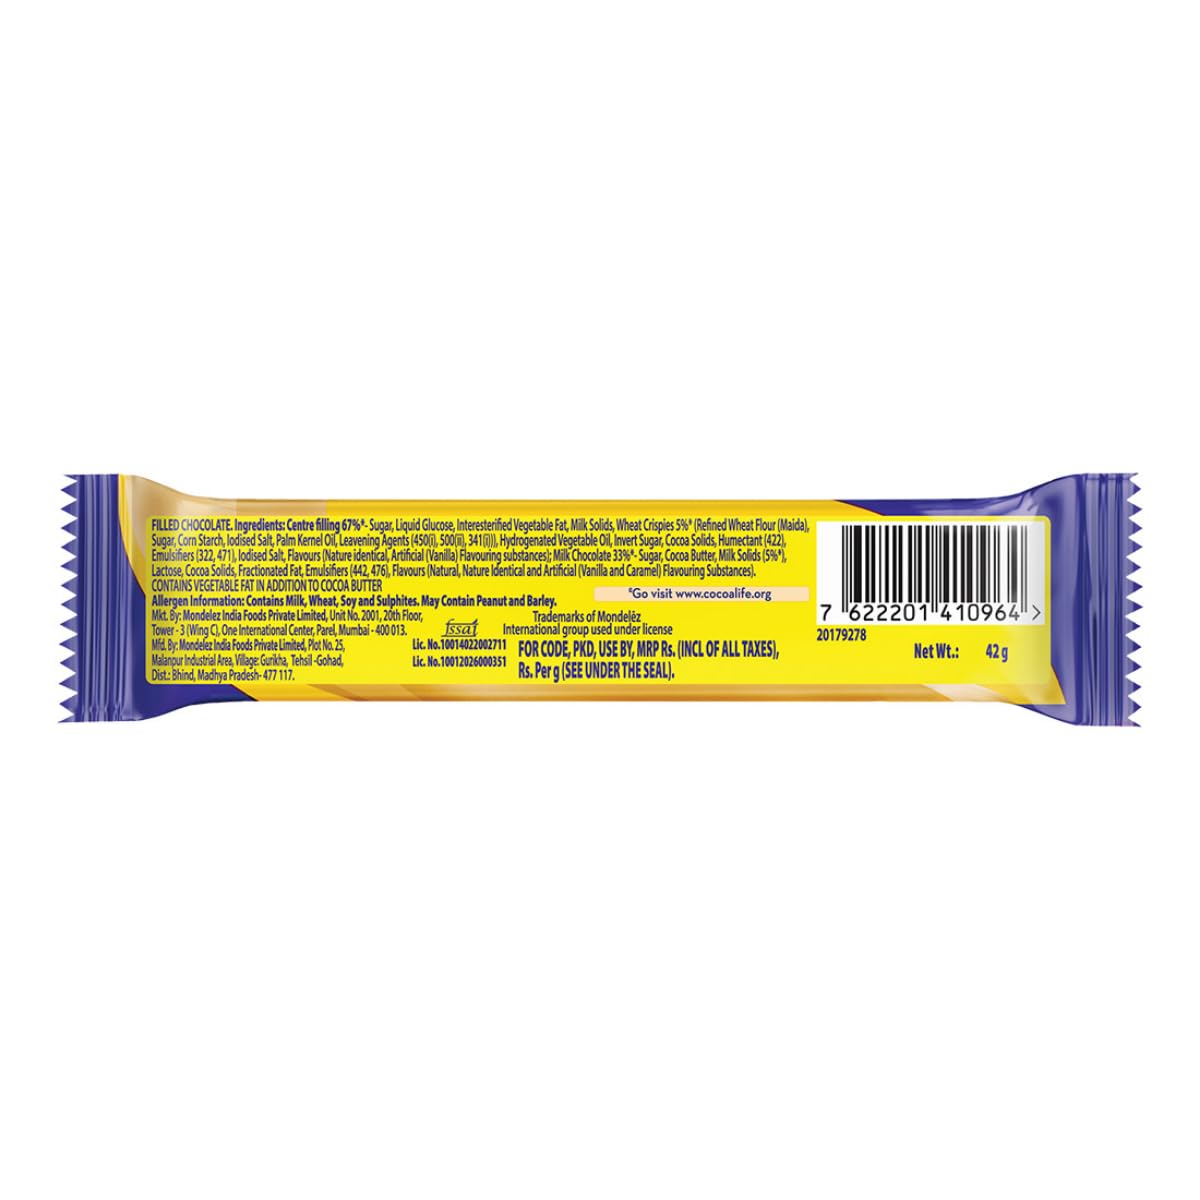 FILLED CHOCOLATE. Ingredients: Centre filling 67%*- Sugar, Liquid Glucose, Interesterified Vegetable Fat, Milk Solids, Wheat Crispies 5%* (Refined Wheat Flour (Maida),
Sugar, Corn Starch, Iodised Salt, Palm Kernel Oil, Leavening Agents (450(i), 500(ii), 341(i))), Hydrogenated Vegetable Oil, Invert Sugar, Cocoa Solids, Humectant (422),
Emulsifiers (322, 471), Iodised Salt, Flavours (Nature identical, Artificial (Vanilla) Flavouring substances); Milk Chocolate 33%*- Sugar, Cocoa Butter, Milk Solids (5%*),
Lactose, Cocoa Solids, Fractionated Fat, Emulsifiers (442, 476), Flavours (Natural, Nature Identical and Artificial (Vanilla and Caramel) Flavouring Substances).
CONTAINS VEGETABLE FAT IN ADDITION TO COCOA BUTTER
Allergen Information: Contains Milk, Wheat, Soy and Sulphites. May Contain Peanut and Barley.
Mkt. By: Mondelez India Foods Private Limited, Unit No. 2001, 20th Floor,
Tower - 3 (Wing C), One International Center, Parel, Mumbai - 400 013.
Mfd. By: Mondelez India Foods Private Limited, Plot No. 25,
Malanpur Industrial Area, Village: Gurikha, Tehsil -Gohad,
Dist.: Bhind, Madhya Pradesh- 477 117.
fssai
Lic. No.10014022002711
Lic. No.10012026000351
Go visit www.cocoalife.org
Trademarks of Mondelēz
International group used under license
FOR CODE, PKD, USE BY, MRP Rs. (INCL OF ALL TAXES),
Rs. Per g (SEE UNDER THE SEAL).
7 622201 410964 >
20179278
Net Wt.: 42 g